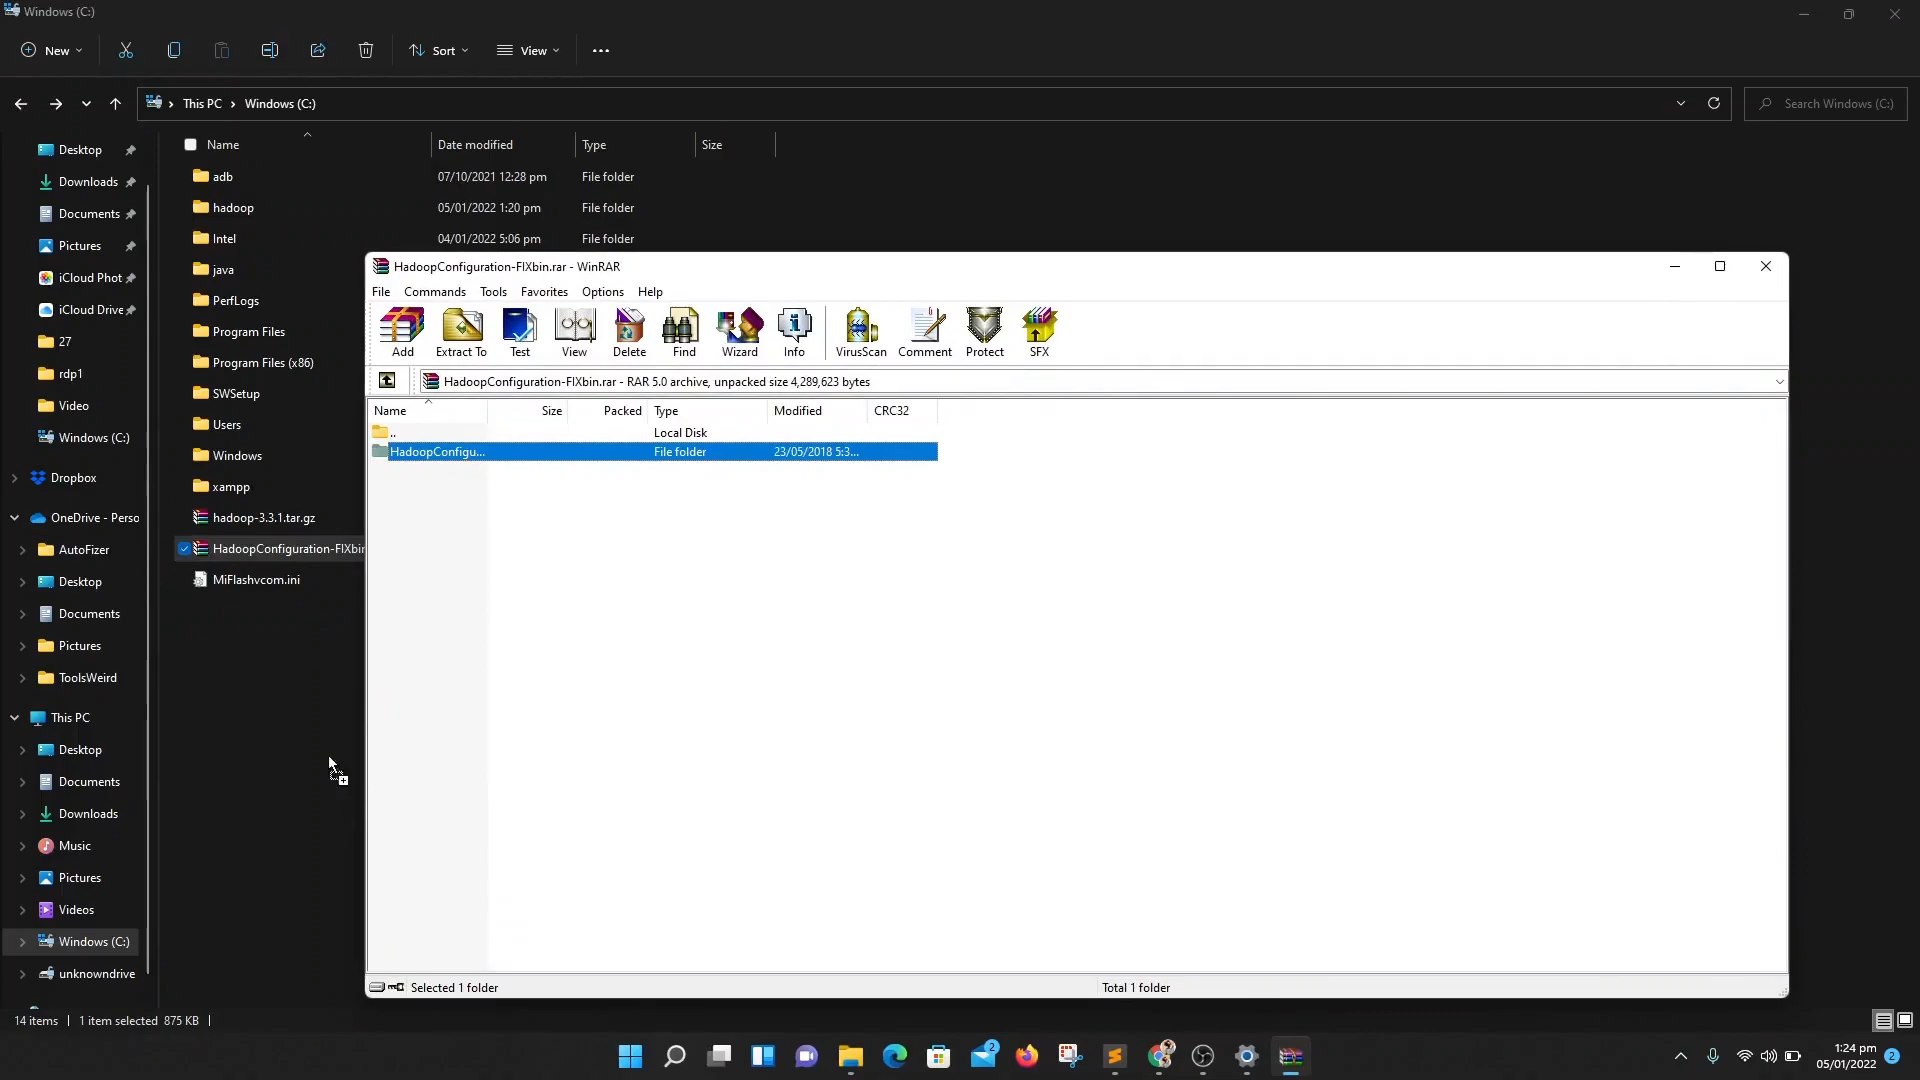 Windows (C:)
New
Sort
View
This PC
Windows (C:)
Search Windows (C:)
Name
Date modified
Type
Size
Desktop
Downloads
Documents
Pictures
iCloud Phot
iCloud Drive
27
rdp1
Video
Windows (C:)
Dropbox
OneDrive - Perso
AutoFizer
Desktop
Documents
Pictures
ToolsWeird
This PC
Desktop
Documents
Downloads
Music
Pictures
Videos
Windows (C:)
unknowndrive
adb 07/10/2021 12:28 pm File folder
hadoop 05/01/2022 1:20 pm File folder
Intel 04/01/2022 5:06 pm File folder
java
PerfLogs
Program Files
Program Files (x86)
SWSetup
Users
Windows
xampp
hadoop-3.3.1.tar.gz
HadoopConfiguration-FIXbin
MiFlashvcom.ini
HadoopConfiguration-FIXbin.rar - WinRAR
File Commands Tools Favorites Options Help
Add Extract To Test View Delete Find Wizard Info VirusScan Comment Protect SFX
HadoopConfiguration-FIXbin.rar - RAR 5.0 archive, unpacked size 4,289,623 bytes
Name Size Packed Type Modified CRC32
.. Local Disk
HadoopConfigu... File folder 23/05/2018 5:3...
Selected 1 folder
Total 1 folder
14 items 1 item selected 875 KB
2
1:24 pm
05/01/2022
2